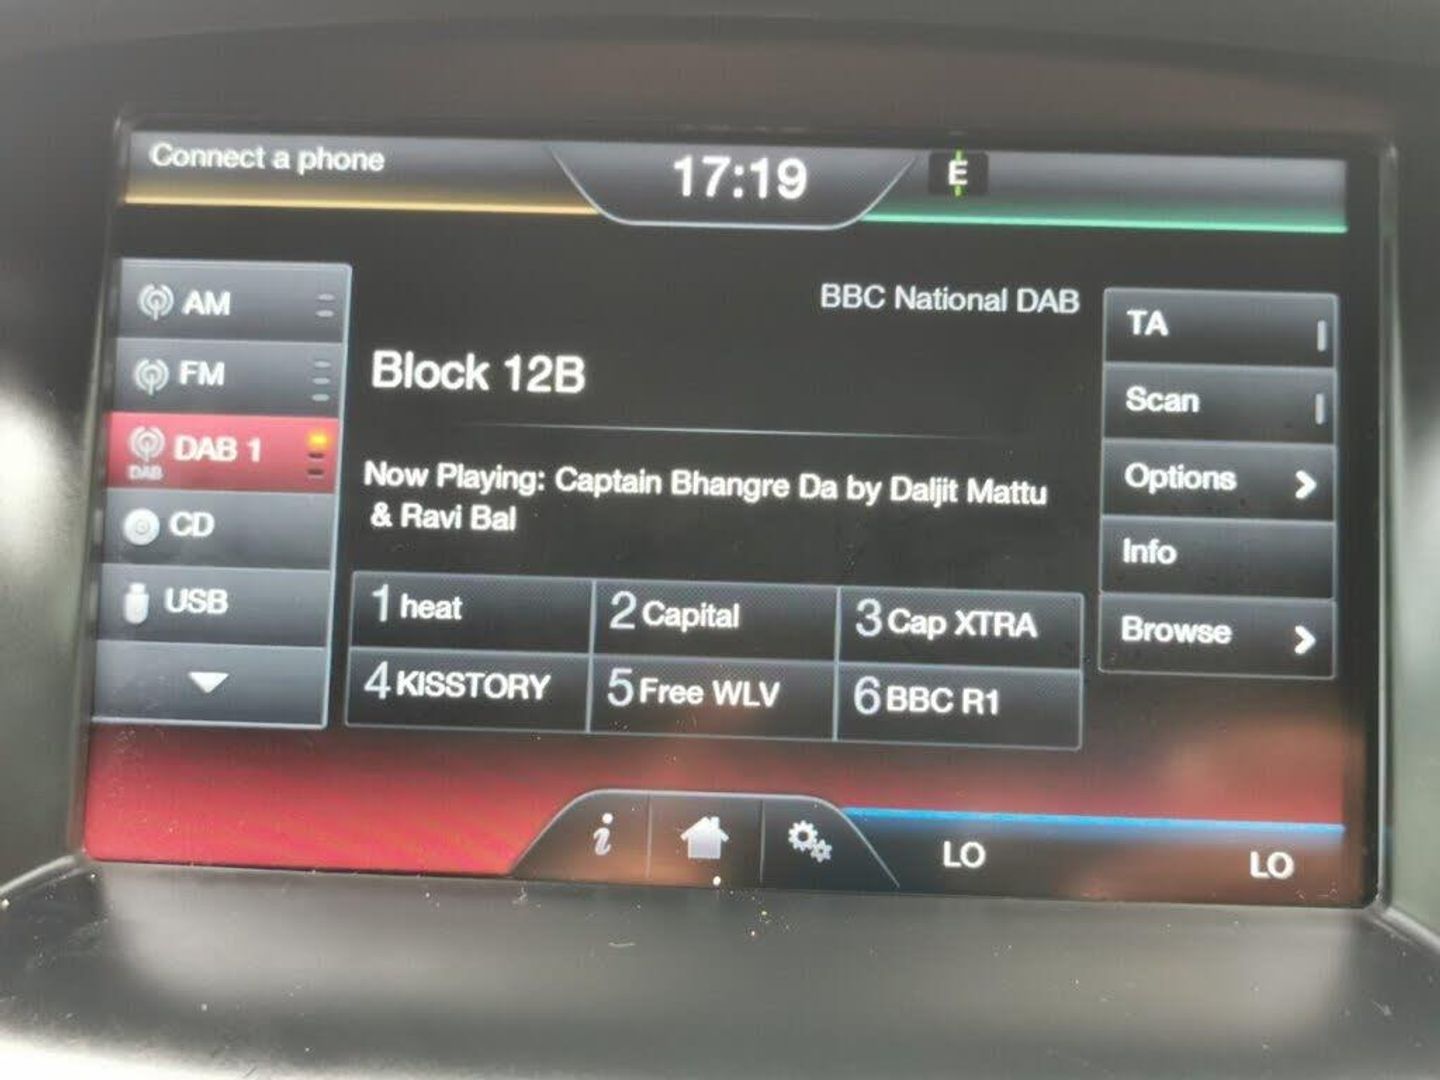 Connect a phone
17:19
E
AM
FM
DAB 1
DAB
CD
USB
BBC National DAB
Block 12B
Now Playing: Captain Bhangre Da by Daljit Mattu
& Ravi Bal
1 heat
2 Capital
3 Cap XTRA
4 KISSTORY
5 Free WLV
6 BBC R1
TA
Scan
Options
Info
Browse
i
LO
LO